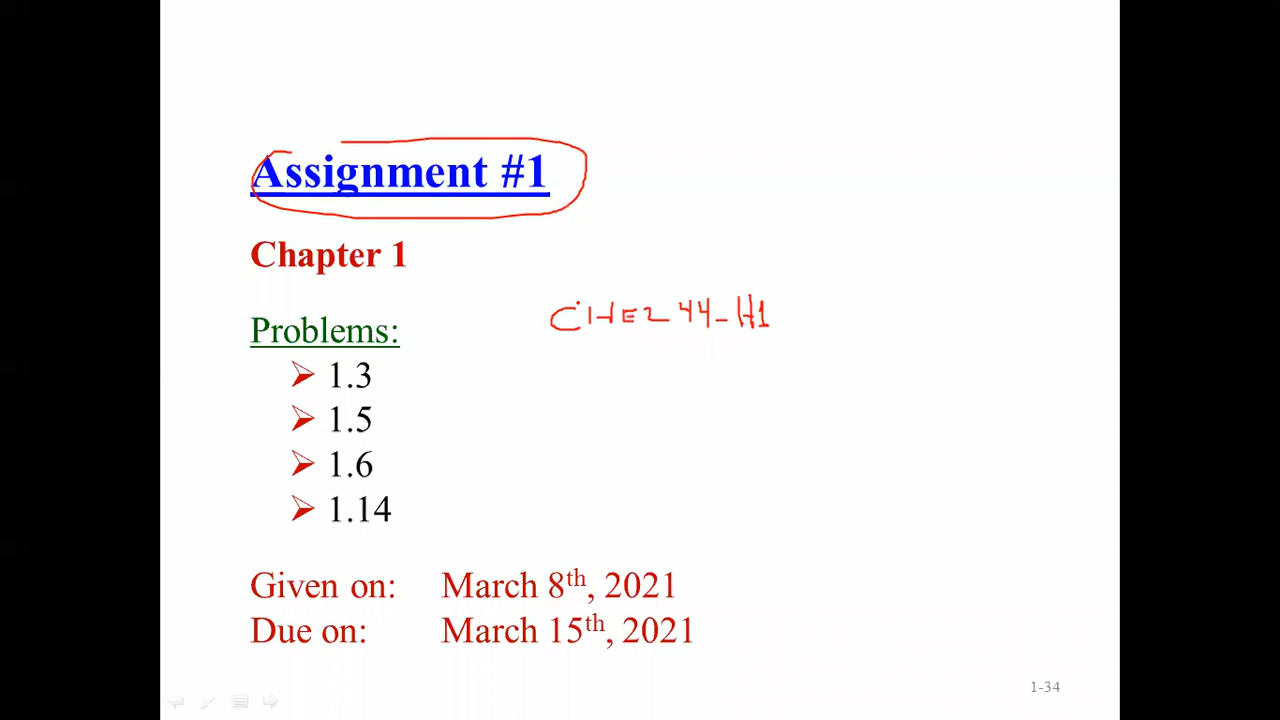 Assignment #1
Chapter 1
CHE244-H1
Problems:
➢ 1.3
➢ 1.5
➢ 1.6
➢ 1.14
Given on: March 8th, 2021
Due on: March 15th, 2021
1-34